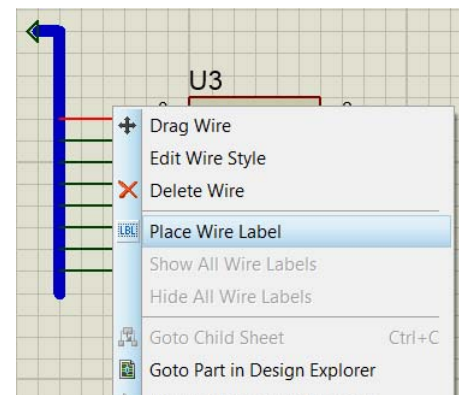 U3
Drag Wire
Edit Wire Style
Delete Wire
LBL
Place Wire Label
Show All Wire Labels
Hide All Wire Labels
Goto Child Sheet Ctrl+C
Goto Part in Design Explorer